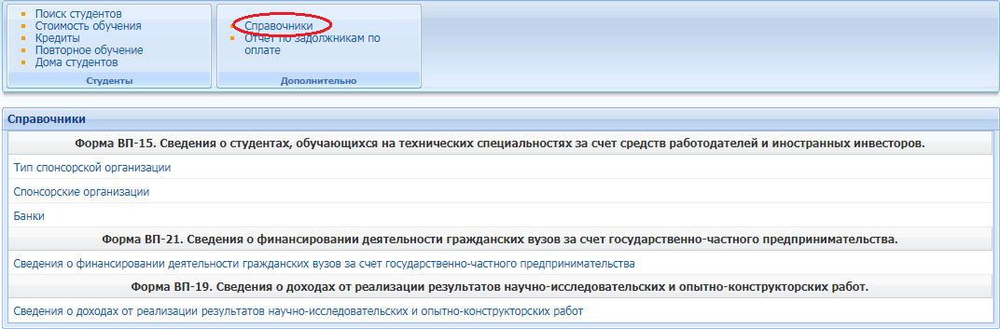 Поиск студентов
Стоимость обучения
Кредиты
Повторное обучение
Дома студентов
Студенты
Справочники
Отчет по задолжникам по
оплате
Дополнительно
Справочники
Форма ВП-15. Сведения о студентах, обучающихся на технических специальностях за счет средств работодателей и иностранных инвесторов.
Тип спонсорской организации
Спонсорские организации
Банки
Форма ВП-21. Сведения о финансировании деятельности гражданских вузов за счет государственно-частного предпринимательства.
Сведения о финансировании деятельности гражданских вузов за счет государственно-частного предпринимательства
Форма ВП-19. Сведения о доходах от реализации результатов научно-исследовательских и опытно-конструкторских работ.
Сведения о доходах от реализации результатов научно-исследовательских и опытно-конструкторских работ